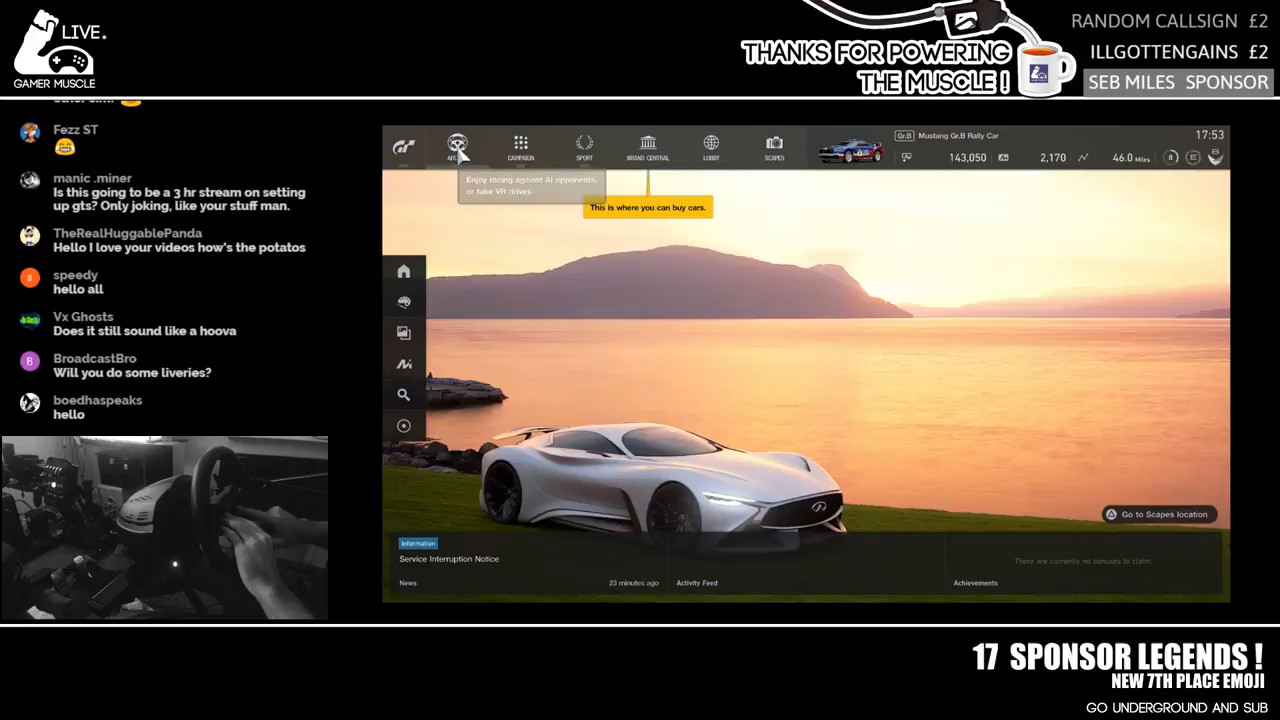 LIVE.
GAMER MUSCLE
THANKS FOR POWERING
THE MUSCLE !
RANDOM CALLSIGN £2
ILLGOTTENGAINS £2
SEB MILES SPONSOR
Fezz ST
manic .miner
Is this going to be a 3 hr stream on setting
up gts? Only joking, like your stuff man.
TheRealHuggablePanda
Hello I love your videos how's the potatos
speedy
hello all
Vx Ghosts
Does it still sound like a hoova
BroadcastBro
Will you do some liveries?
boedhaspeaks
hello
CAMPAIGN
SPORT
BRAND CENTRAL
LOBBY
SCAPES
Gr.B Mustang Gr.B Rally Car
17:53
143,050 2,170 46.0 Miles 8 E
Enjoy racing against AI opponents,
or take VR drives.
This is where you can buy cars.
Go to Scapes location
Information
Service Interruption Notice
News 23 minutes ago
Activity Feed
There are currently no bonuses to claim.
Achievements
17 SPONSOR LEGENDS !
NEW 7TH PLACE EMOJI
GO UNDERGROUND AND SUB